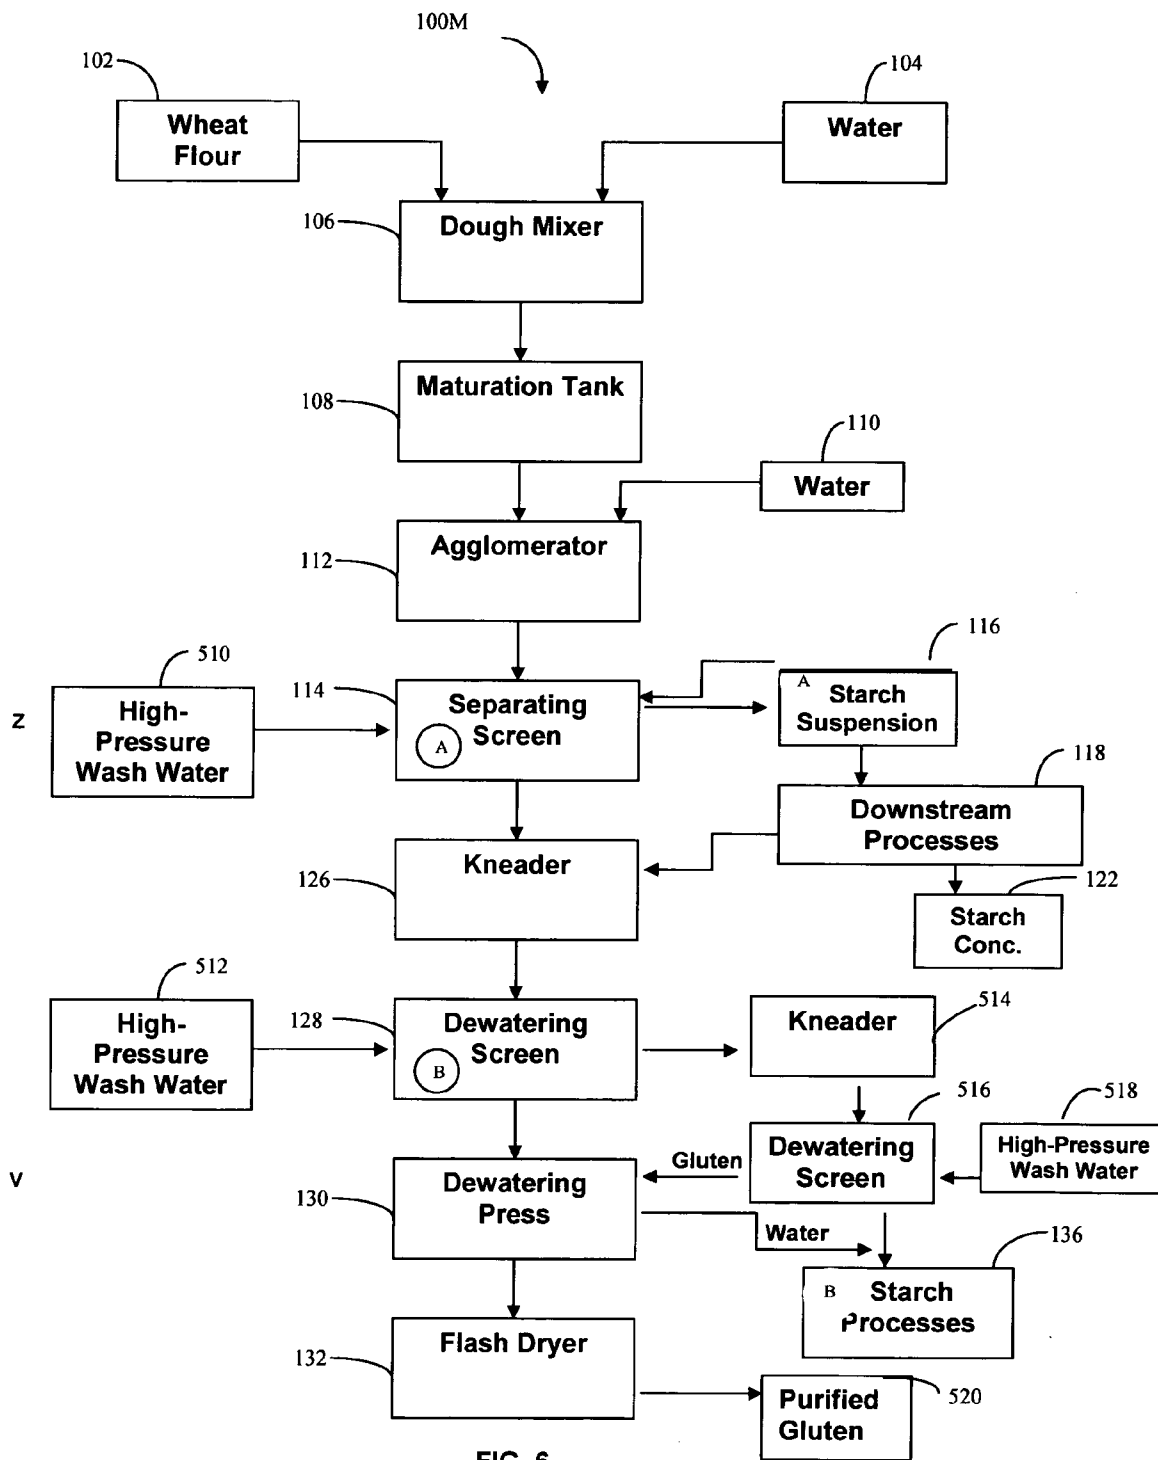 100M
102
104
Wheat
Flour
Water
106
Dough Mixer
108
Maturation Tank
110
Water
112
Agglomerator
116
510
114
A
Starch
Suspension
Separating
Screen
A
High-
Pressure
Wash Water
Z
118
Downstream
Processes
126
Kneader
122
Starch
Conc.
512
128
514
High-
Pressure
Wash Water
Dewatering
Screen
B
Kneader
516
518
Dewatering
Screen
High-Pressure
Wash Water
Gluten
V
130
Dewatering
Press
Water
136
B
Starch
Processes
132
Flash Dryer
520
Purified
Gluten
FIG. 6